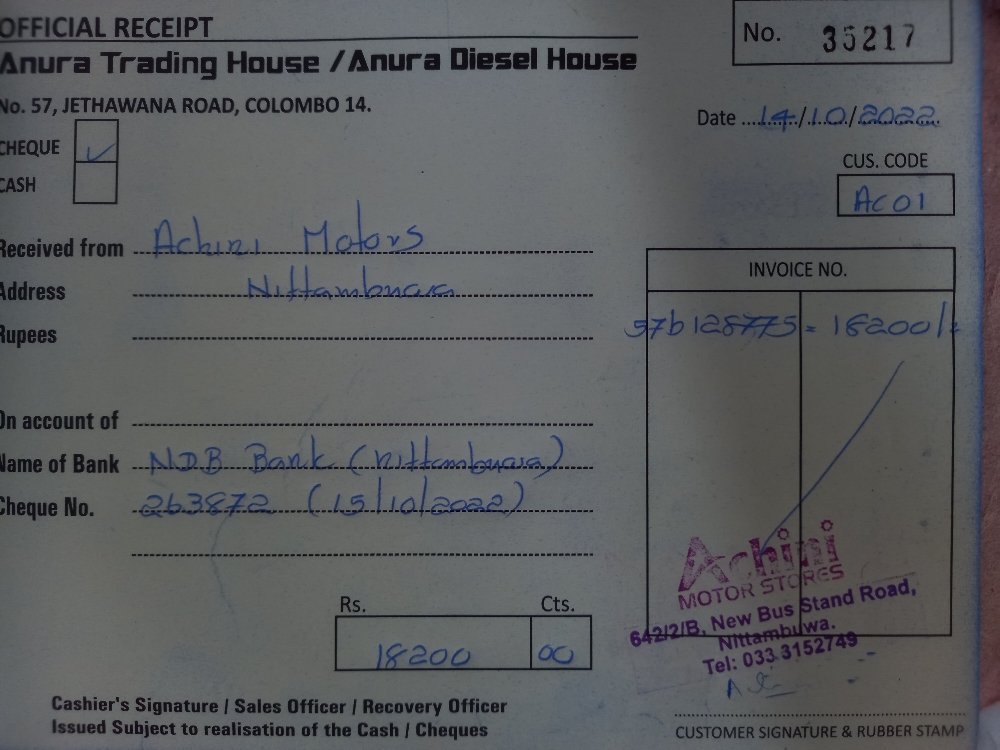 OFFICIAL RECEIPT
No. 35217
Anura Trading House / Anura Diesel House
No. 57, JETHAWANA ROAD, COLOMBO 14.
Date 14/10/2022
CHEQUE ✓
CASH
CUS. CODE
AC01
Received from Achini Motors
Address Nittambuwa
Rupees
INVOICE NO.
57b128775 = 18200/=
On account of
Name of Bank NDB Bank (Nittambuwa)
Cheque No. 263872 (15/10/2022)
Achini
MOTOR STORES
642/2/B, New Bus Stand Road,
Nittambuwa.
Tel: 033 3152749
Rs. Cts.
18200 00
Cashier's Signature / Sales Officer / Recovery Officer
Issued Subject to realisation of the Cash / Cheques
CUSTOMER SIGNATURE & RUBBER STAMP